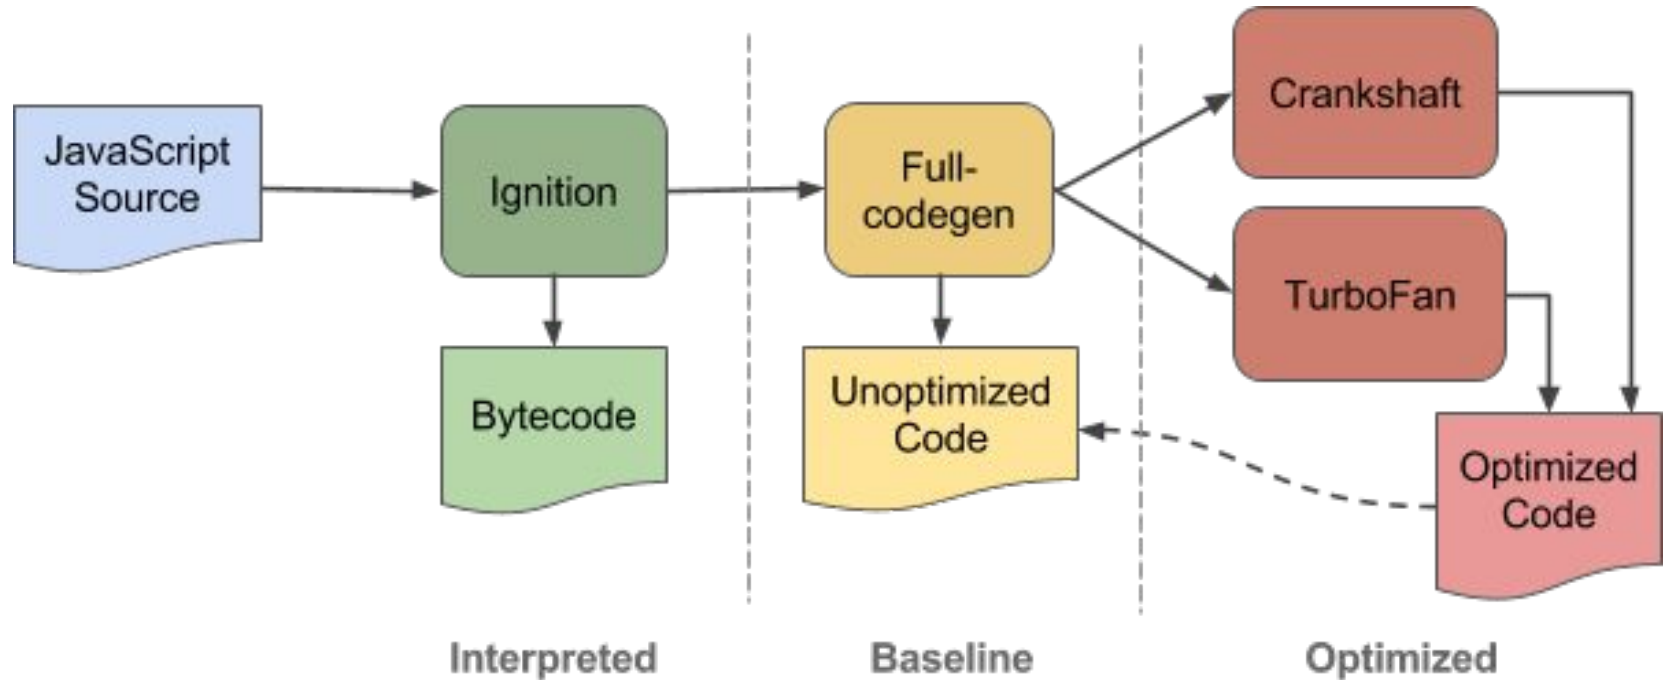 JavaScript
Source
Ignition
Full-
codegen
Crankshaft
TurboFan
Bytecode
Unoptimized
Code
Optimized
Code
Interpreted
Baseline
Optimized